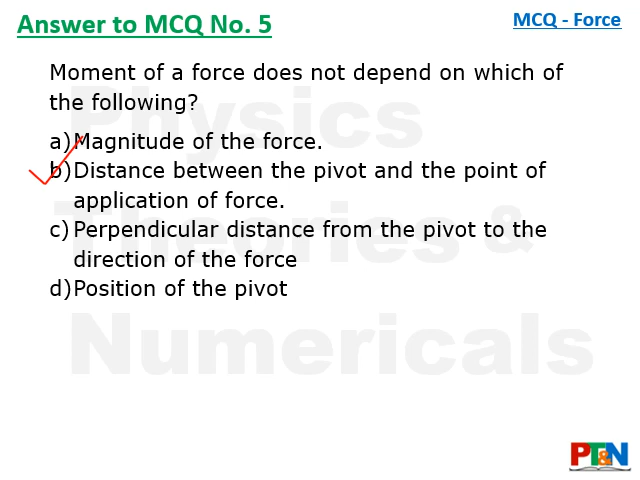 Answer to MCQ No. 5
MCQ - Force
Moment of a force does not depend on which of
the following?
a) Magnitude of the force.
b) Distance between the pivot and the point of
application of force.
c) Perpendicular distance from the pivot to the
direction of the force
d) Position of the pivot
Physics
Theories &
Numericals
PT&N